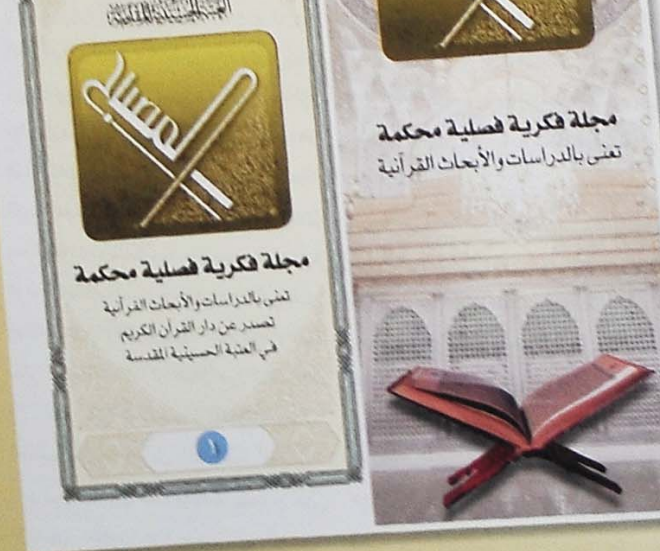 العتبة الحسينية المقدسة
مجلة فكرية فصلية محكمة
تعنى بالدراسات والأبحاث القرآنية
تصدر عن دار القرآن الكريم
في العتبة الحسينية المقدسة
١
مجلة فكرية فصلية محكمة
تعنى بالدراسات والأبحاث القرآنية